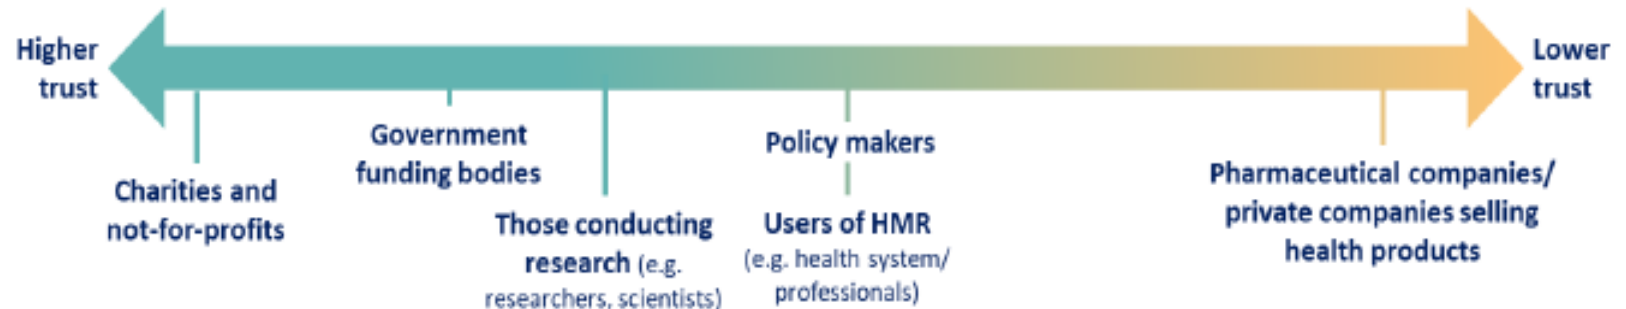 Higher
trust
Lower
trust
Charities and
not-for-profits
Government
funding bodies
Those conducting
research (e.g.
researchers, scientists)
Policy makers
Users of HMR
(e.g. health system/
professionals)
Pharmaceutical companies/
private companies selling
health products